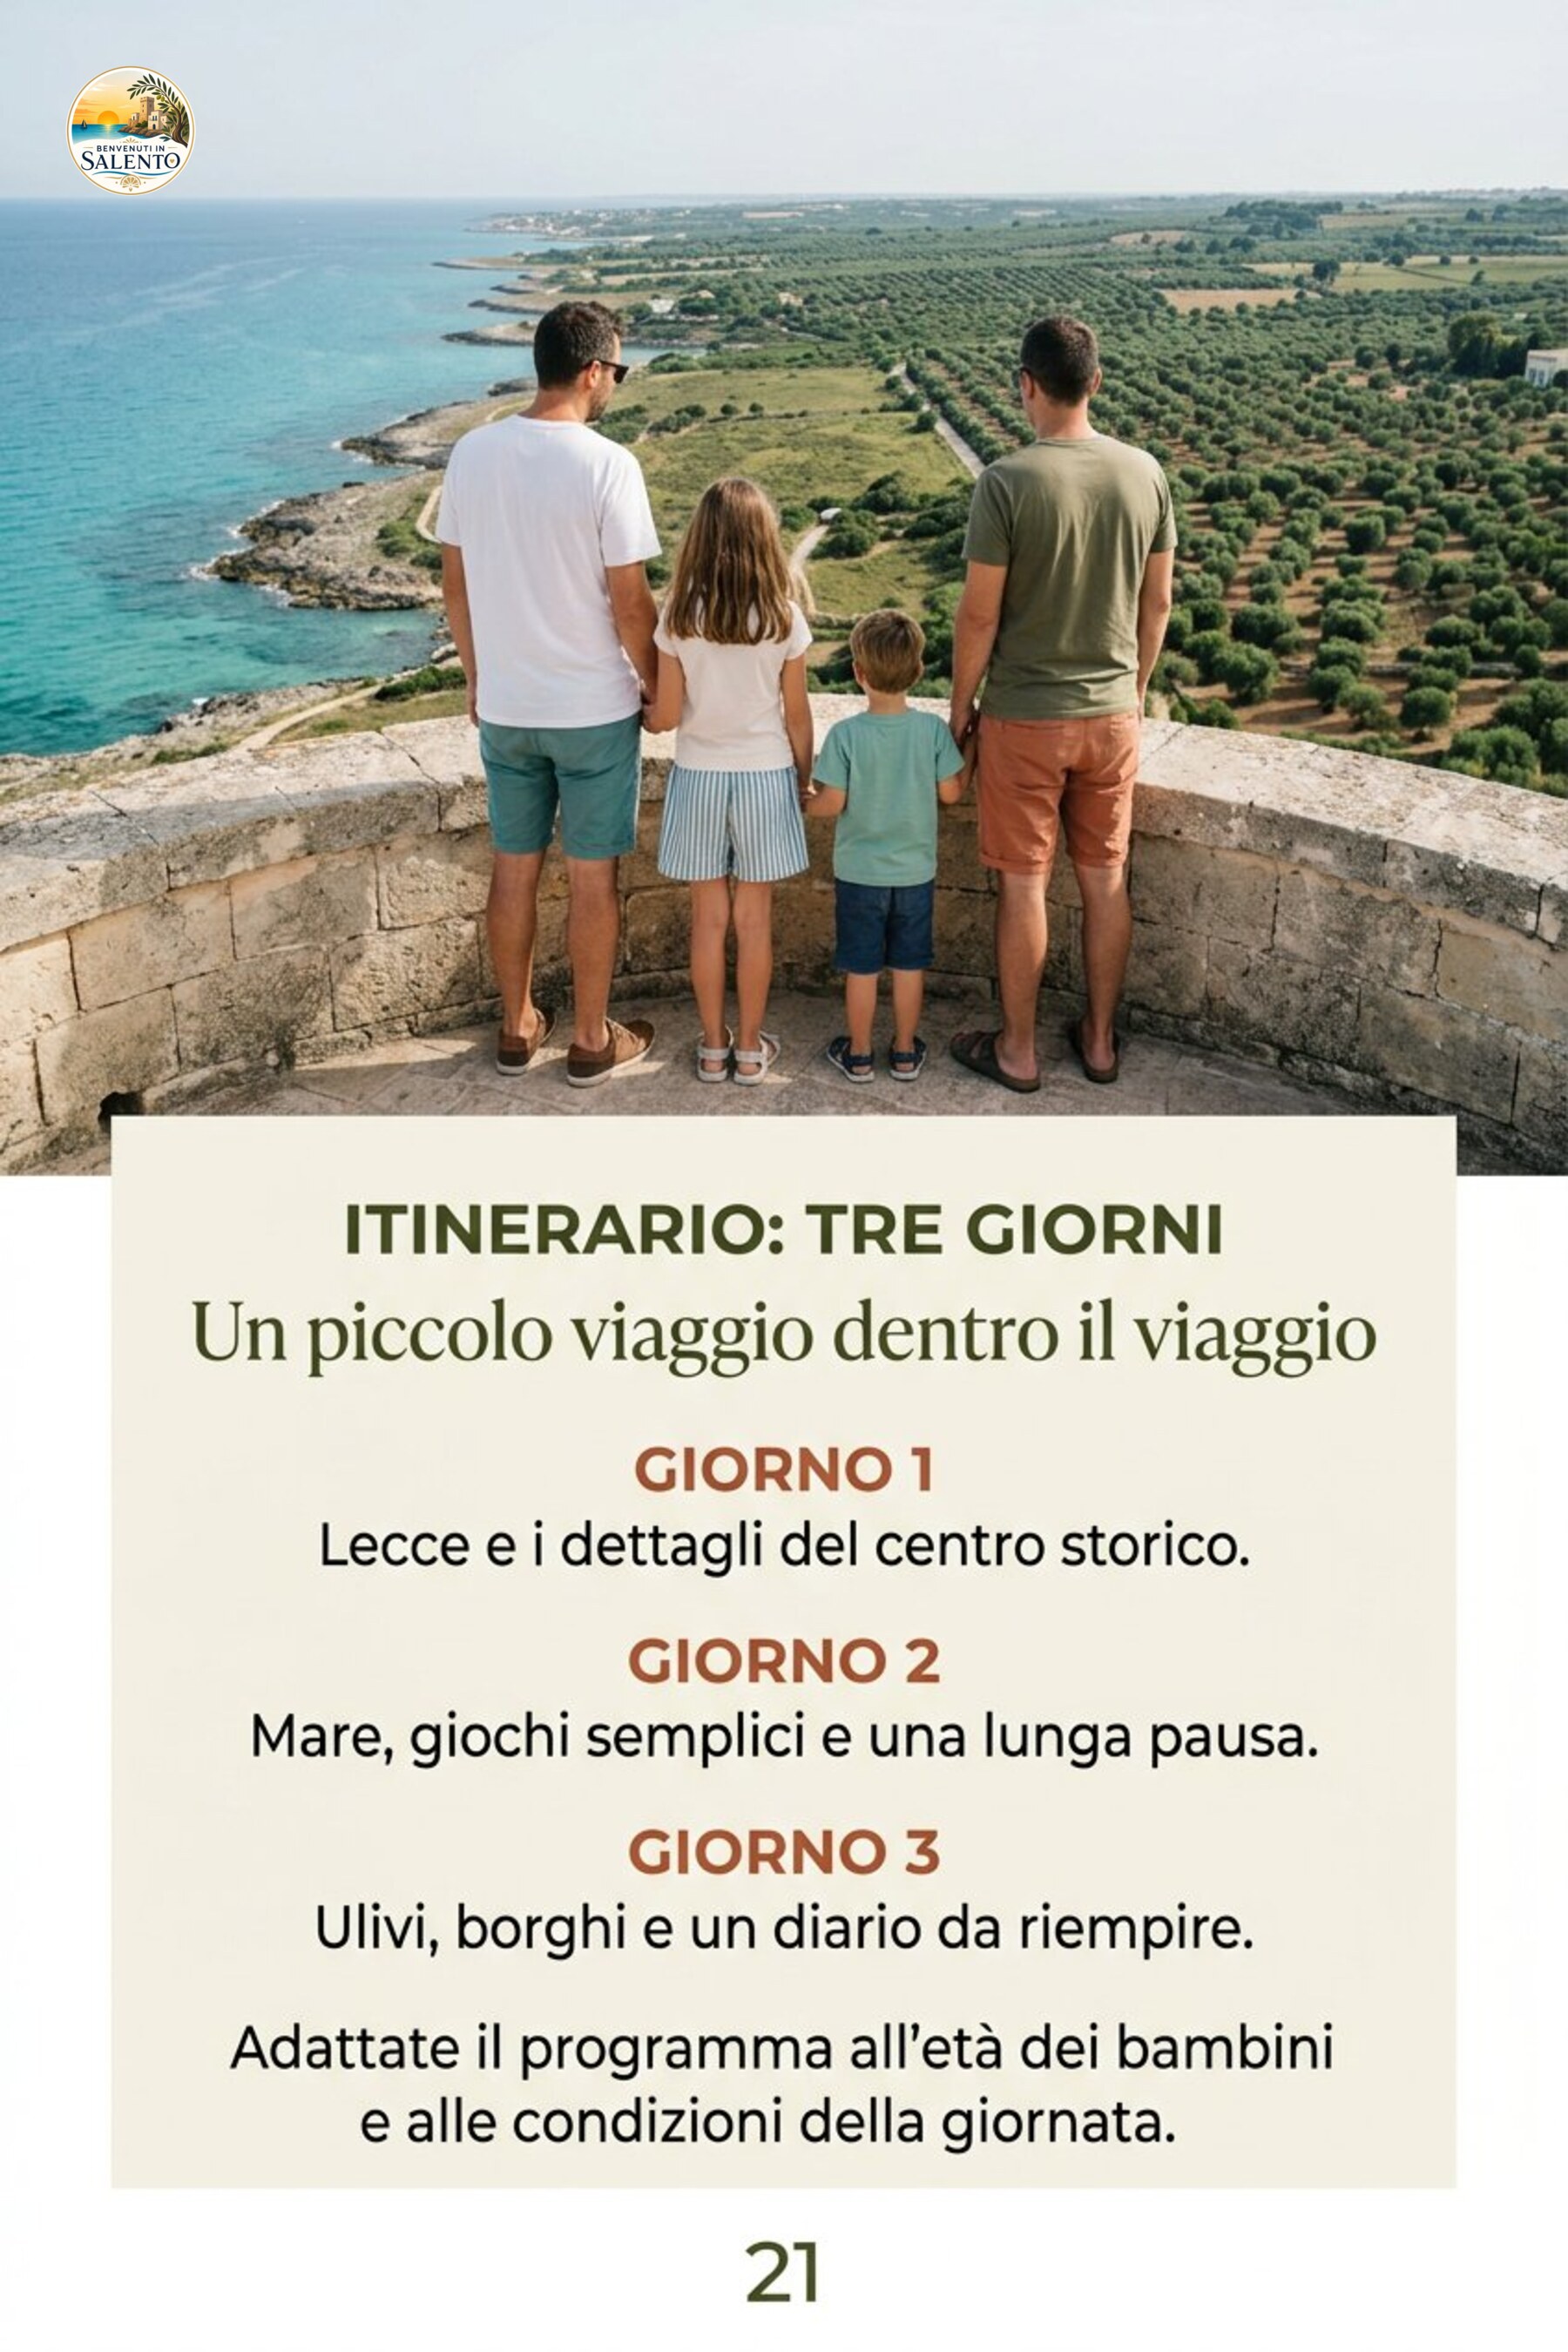 BENVENUTI IN
SALENTO
ITINERARIO: TRE GIORNI
Un piccolo viaggio dentro il viaggio
GIORNO 1
Lecce e i dettagli del centro storico.
GIORNO 2
Mare, giochi semplici e una lunga pausa.
GIORNO 3
Ulivi, borghi e un diario da riempire.
Adattate il programma all’età dei bambini
e alle condizioni della giornata.
21